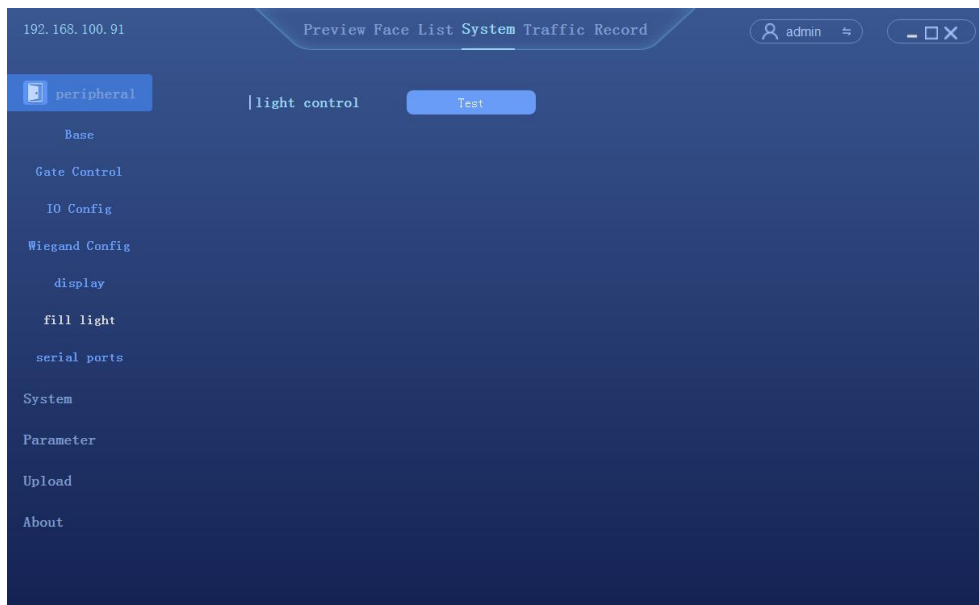 192.168.100.91
Preview Face List System Traffic Record
admin
peripheral
light control
Test
Base
Gate Control
IO Config
Wiegand Config
display
fill light
serial ports
System
Parameter
Upload
About